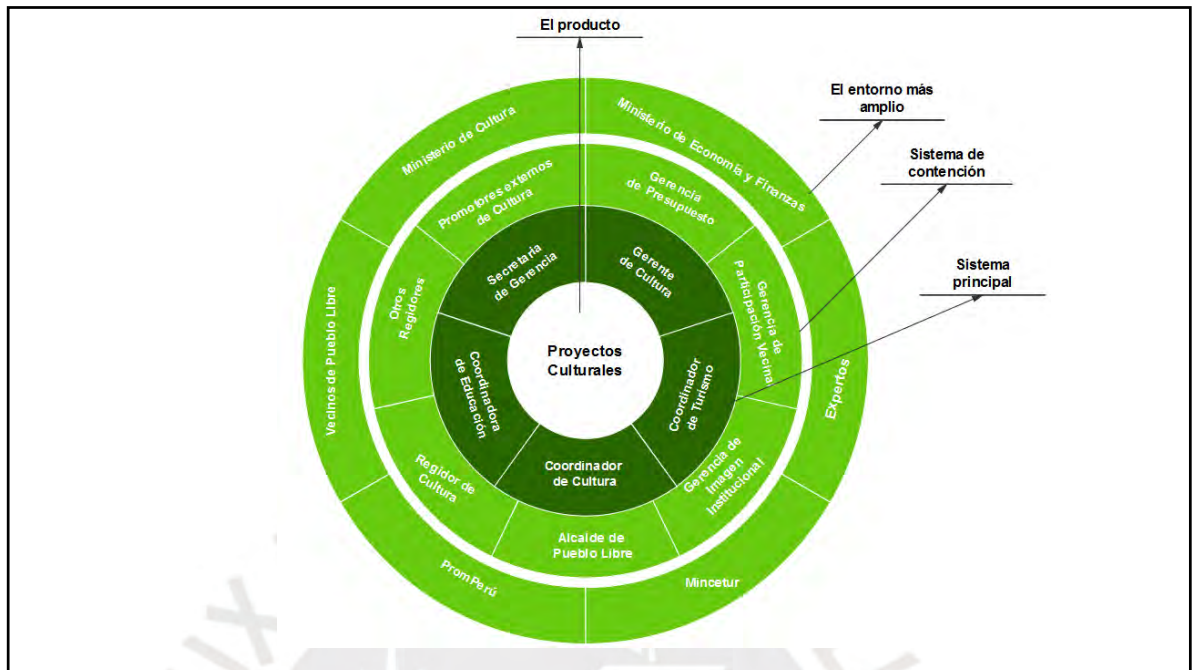 El producto
El entorno más
amplio
Sistema de
contención
Sistema
principal
Ministerio de Cultura
Ministerio de Economía y Finanzas
Expertos
Mincetur
PromPerú
Vecinos de Pueblo Libre
Promotores externos
de Cultura
Gerencia
de Presupuesto
Gerencia de
Participación Vecinal
Gerencia de
Imagen
Institucional
Alcalde de
Pueblo Libre
Regidor de
Cultura
Otros
Regidores
Secretaria
de Gerencia
Gerente
de Cultura
Coordinador
de Turismo
Coordinador
de Cultura
Coordinadora
de Educación
Proyectos
Culturales